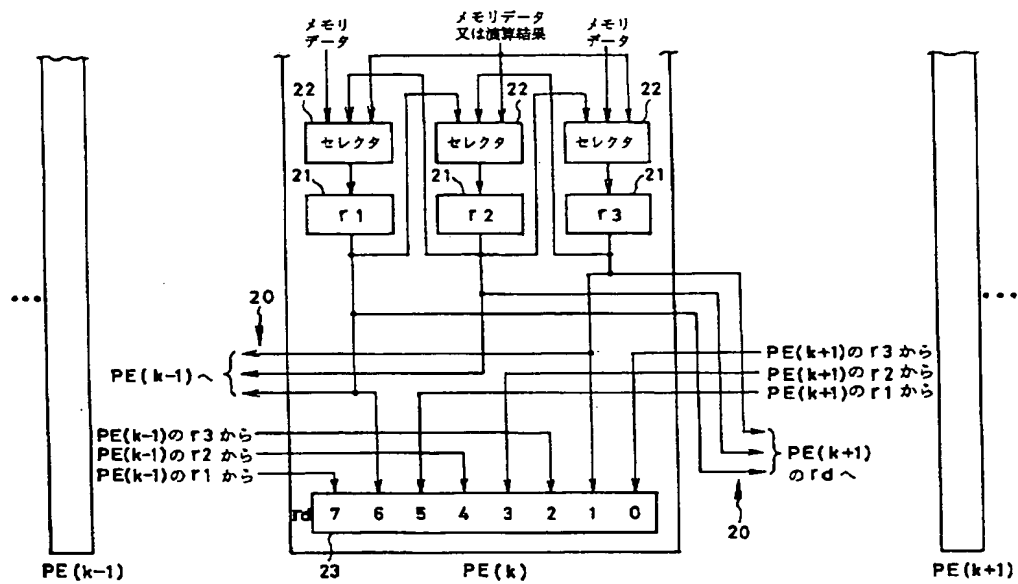 メモリ
データ
メモリデータ
又は演算結果
メモリ
データ
22
22
22
セレクタ
セレクタ
セレクタ
21
21
21
r1
r2
r3
...
...
20
PE(k-1)へ
PE(k+1)のr3から
PE(k+1)のr2から
PE(k+1)のr1から
PE(k-1)のr3から
PE(k-1)のr2から
PE(k-1)のr1から
PE(k+1)
のrdへ
20
rd 7 6 5 4 3 2 1 0
23
PE(k-1)
PE(k)
PE(k+1)